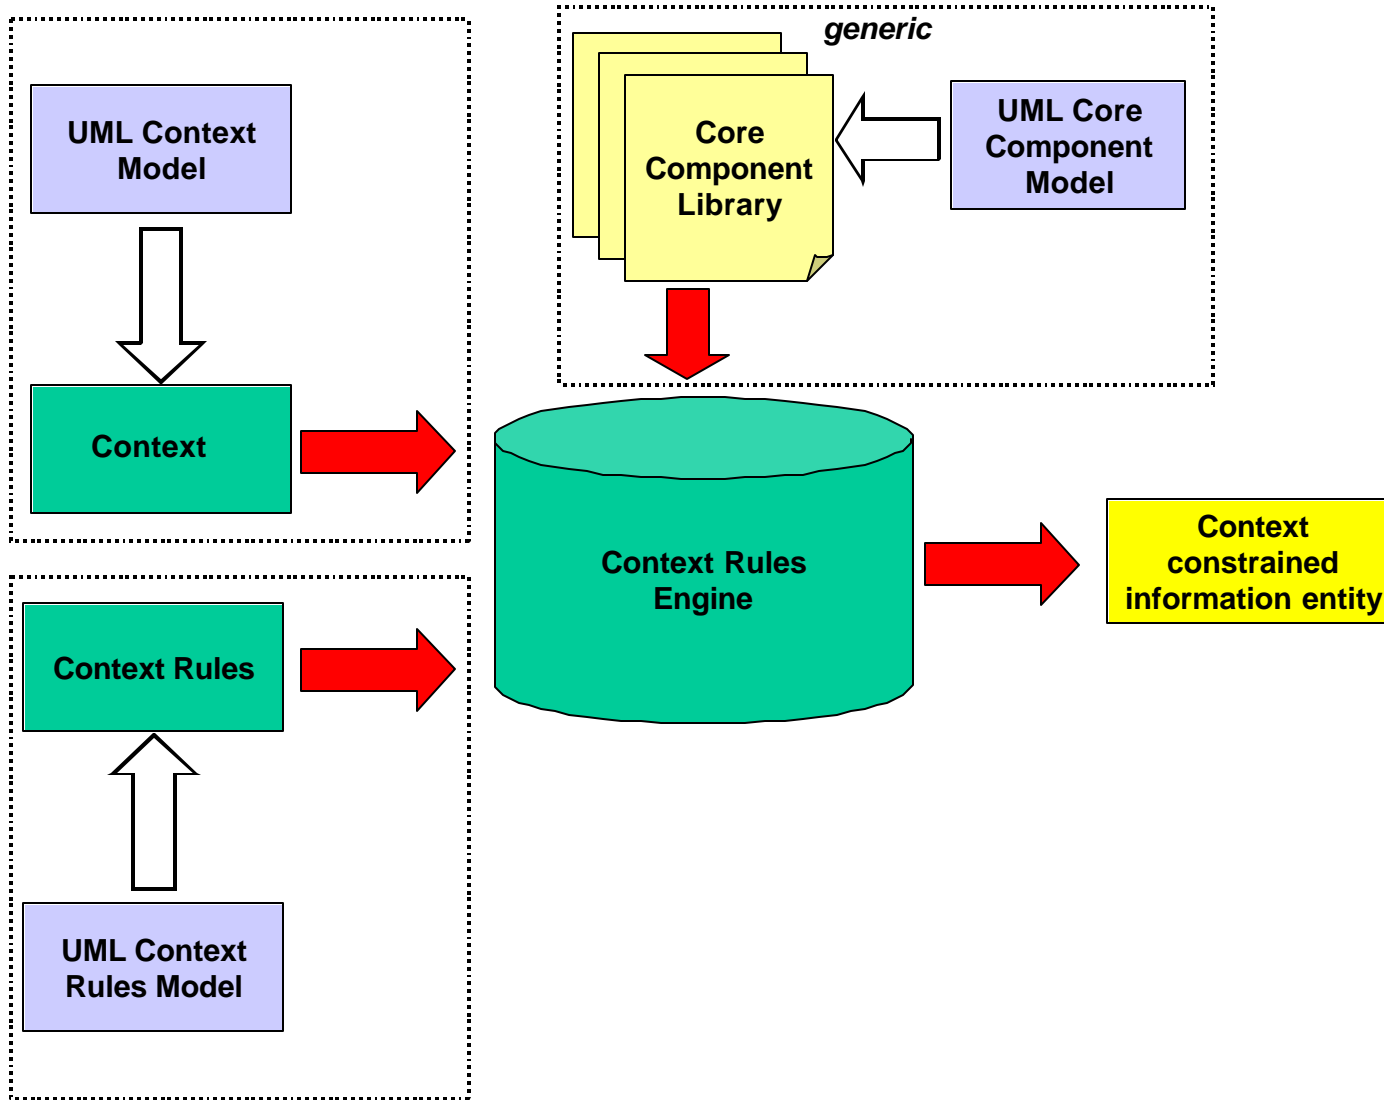 generic
UML Context
Model
Core
Component
Library
UML Core
Component
Model
Context
Context Rules
Engine
Context
constrained
information entity
Context Rules
UML Context
Rules Model